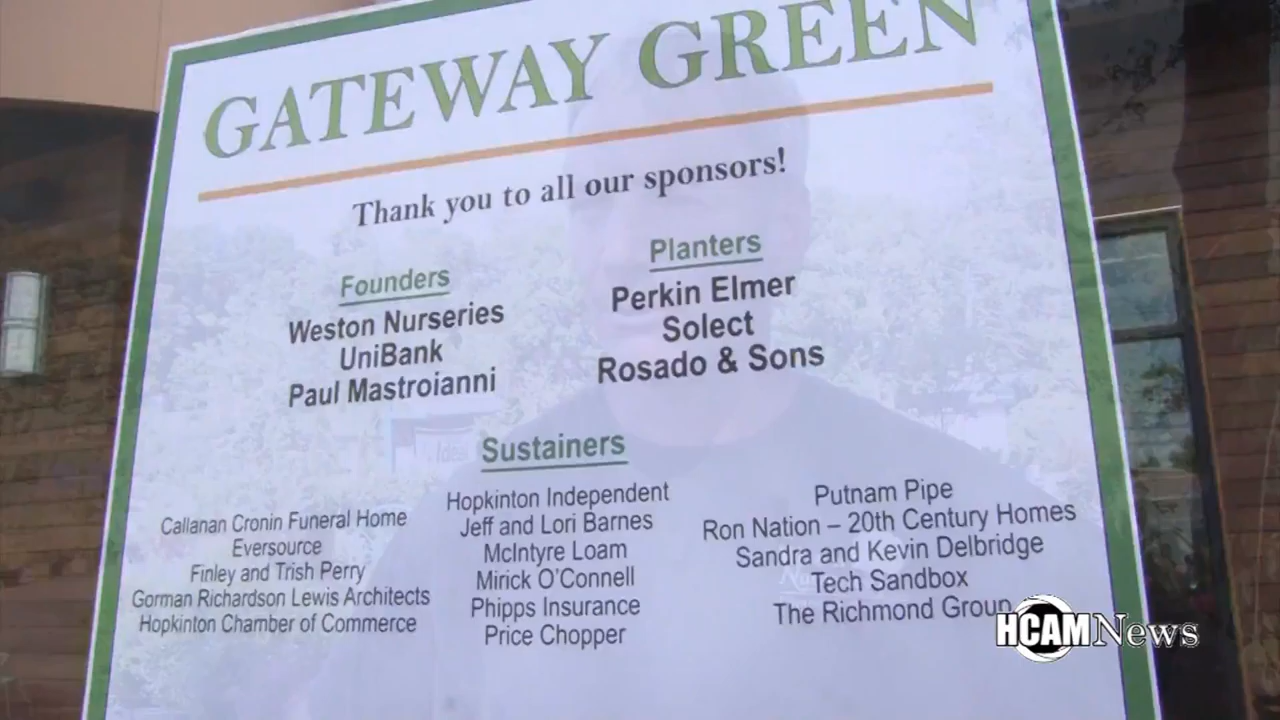 GATEWAY GREEN
Thank you to all our sponsors!
Founders
Weston Nurseries
UniBank
Paul Mastroianni
Planters
Perkin Elmer
Solect
Rosado & Sons
Sustainers
Callanan Cronin Funeral Home
Eversource
Finley and Trish Perry
Gorman Richardson Lewis Architects
Hopkinton Chamber of Commerce
Hopkinton Independent
Jeff and Lori Barnes
McIntyre Loam
Mirick O'Connell
Phipps Insurance
Price Chopper
Putnam Pipe
Ron Nation – 20th Century Homes
Sandra and Kevin Delbridge
Tech Sandbox
The Richmond Group
HCAM News